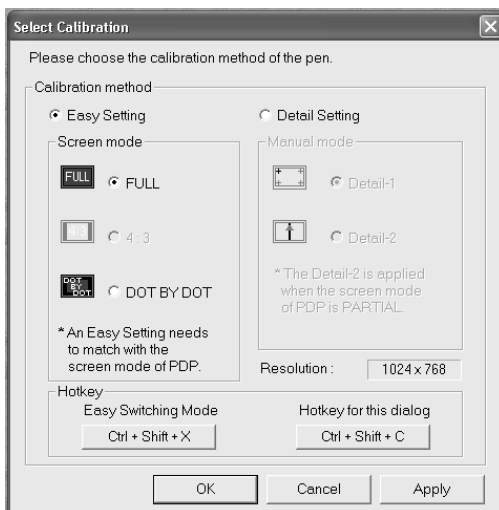 Select Calibration
Please choose the calibration method of the pen.
Calibration method
Easy Setting
Detail Setting
Screen mode
FULL
FULL
4:3
4 : 3
DOT
BY
DOT
DOT BY DOT
* An Easy Setting needs
to match with the
screen mode of PDP.
Manual mode
Detail-1
Detail-2
* The Detail-2 is applied
when the screen mode
of PDP is PARTIAL.
Resolution :
1024 x 768
Hotkey
Easy Switching Mode
Hotkey for this dialog
Ctrl + Shift + X
Ctrl + Shift + C
OK
Cancel
Apply